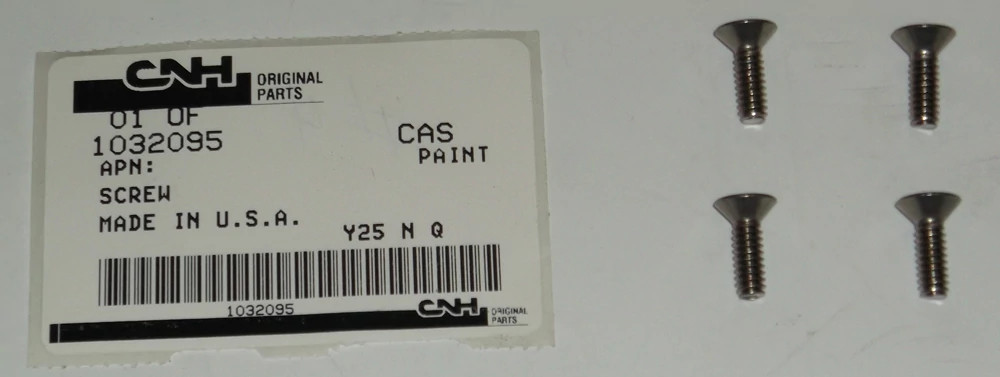 CNH ORIGINAL
PARTS
01 OF
1032095
CAS
PAINT
APN:
SCREW
MADE IN U.S.A.
Y25 N Q
1032095
CNH ORIGINAL
PARTS